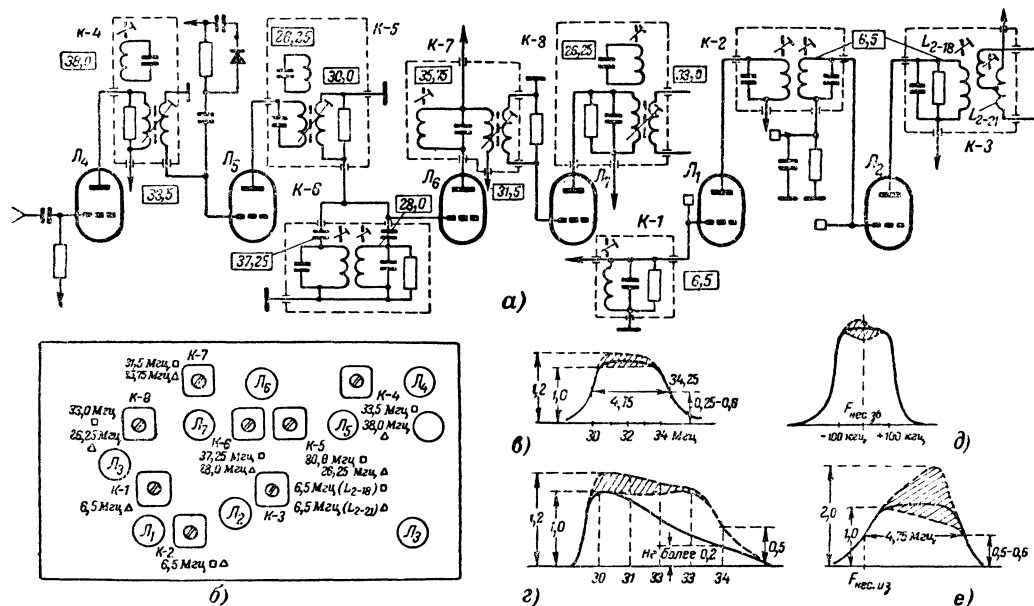 К-4
38,0
33,5
Л4
26,25
К-5
30,0
Л5
К-6
37,25
28,0
К-7
35,75
31,5
Л6
К-8
26,25
33,0
Л7
К-1
6,5
Л1
К-2
6,5
Л2
L2-18
L2-21
К-3
а)
К-7
31,5 Мгц
35,75 Мгц
Л6
Л4
К-4
33,5 Мгц
38,0 Мгц
К-8
33,0 Мгц
26,25 Мгц
Л7
К-6
37,25 Мгц
28,0 Мгц
Л5
К-5
30,0 Мгц
26,25 Мгц
Л3
К-1
6,5 Мгц
Л1
К-2
6,5 Мгц
Л2
К-3
6,5 Мгц (L2-18)
6,5 Мгц (L2-21)
Л3
б)
1,2
1,0
4,75
34,25
0,25-0,6
30 32 34 Мгц
в)
Fнес.зв
-100 кгц +100 кгц
д)
1,2
1,0
Не более 0,2
0,5
30 31 33 33 34
г)
2,0
1,0
4,75 Мгц
0,5-0,6
Fнес.из
е)